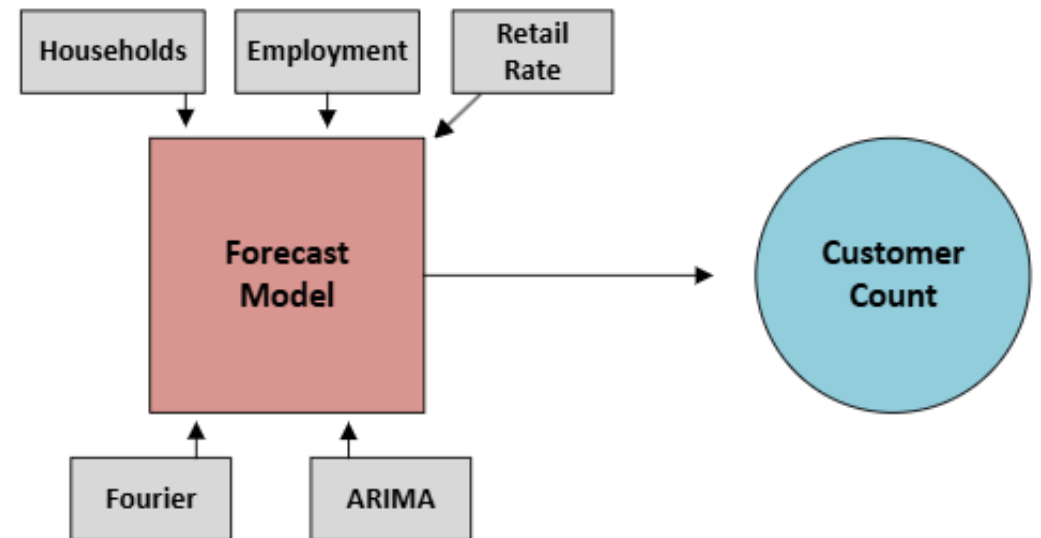 Households
Employment
Retail
Rate
Forecast
Model
Customer
Count
Fourier
ARIMA